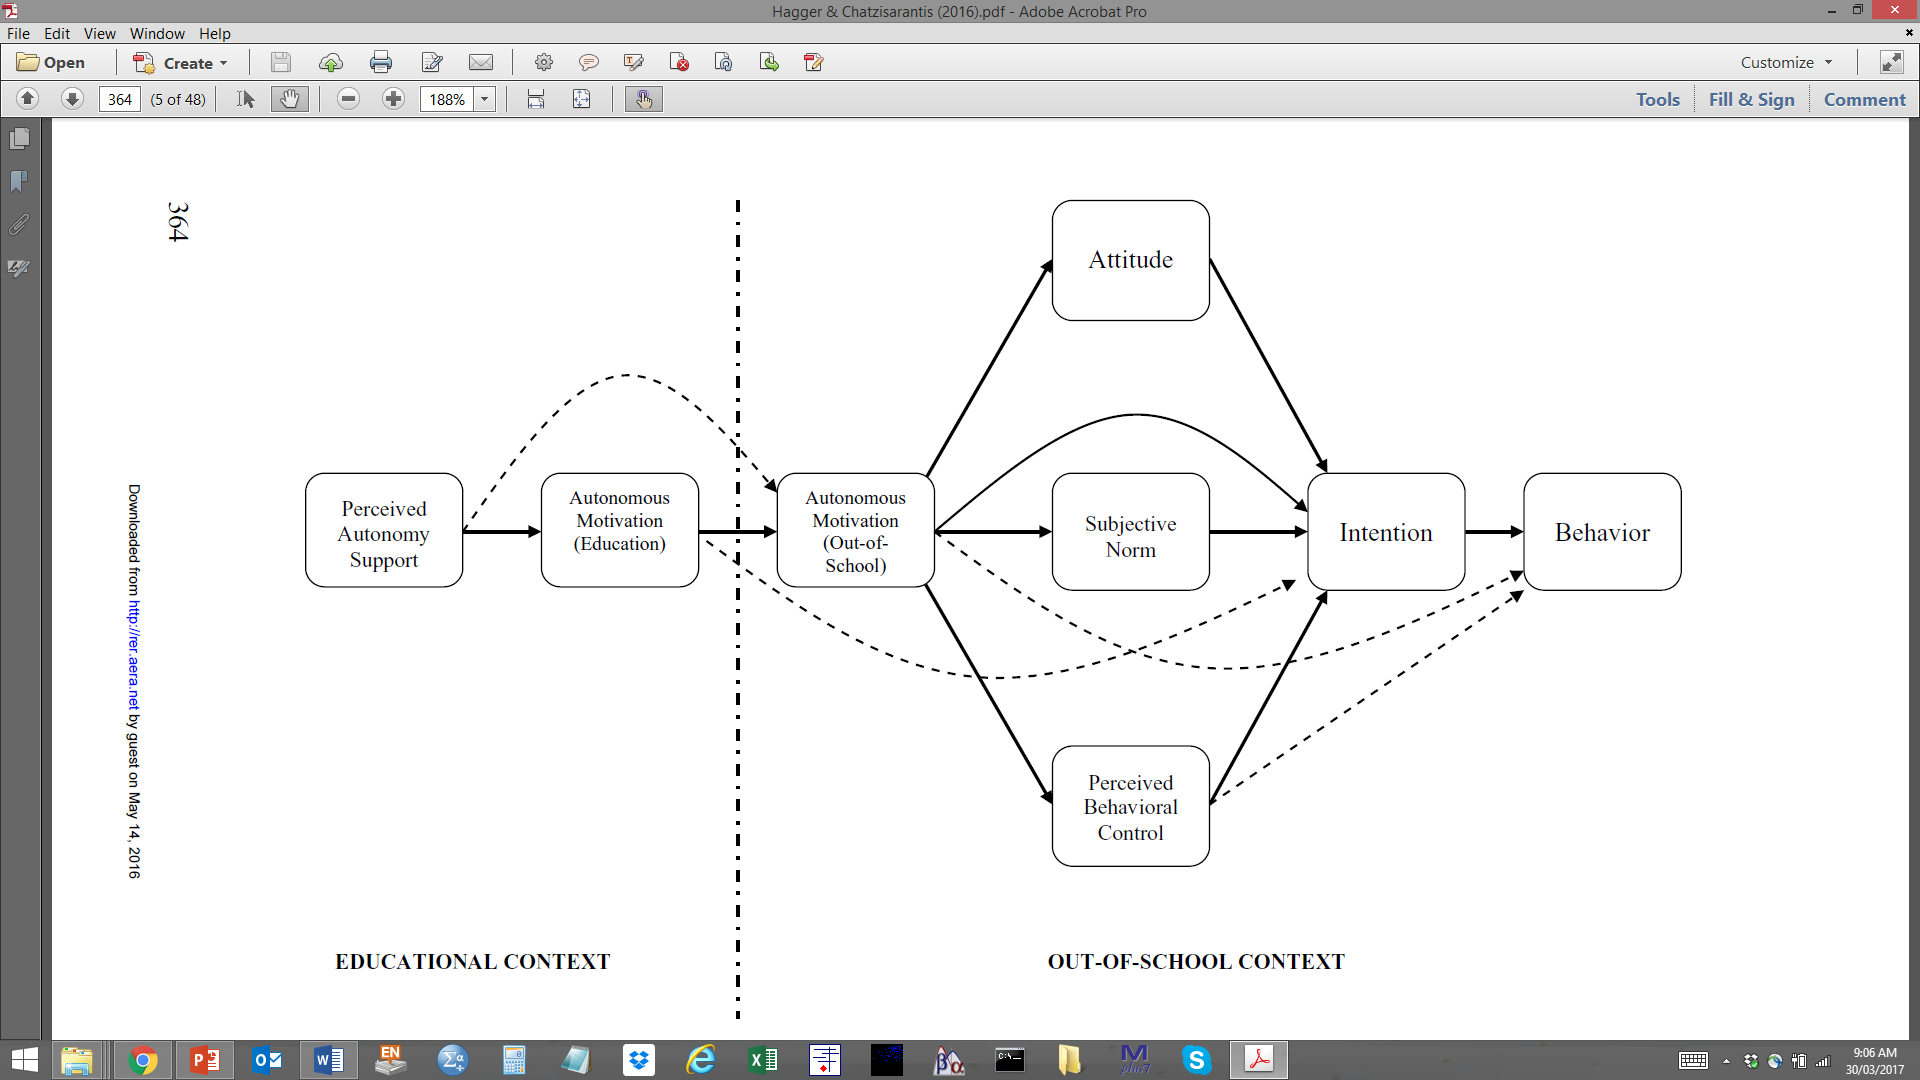 Hagger & Chatzisarantis (2016).pdf - Adobe Acrobat Pro
File Edit View Window Help
Open Create Customize
364 (5 of 48) 188% Tools Fill & Sign Comment
364
Downloaded from http://rer.aera.net by guest on May 14, 2016
Attitude
Perceived
Autonomy
Support
Autonomous
Motivation
(Education)
Autonomous
Motivation
(Out-of-
School)
Subjective
Norm
Intention
Behavior
Perceived
Behavioral
Control
EDUCATIONAL CONTEXT
OUT-OF-SCHOOL CONTEXT
EN
Σα
βα
C:\
M
plus7
9:06 AM
30/03/2017